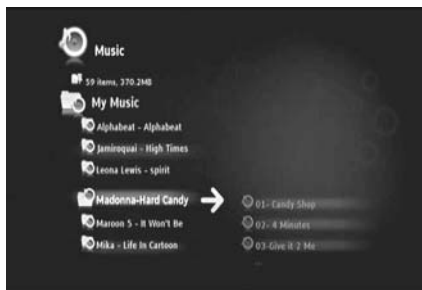 Music
59 items, 370.2MB
My Music
Alphabeat - Alphabeat
Jamiroquai - High Times
Leona Lewis - spirit
Madonna-Hard Candy
Maroon 5 - It Won't Be
Mika - Life In Cartoon
01- Candy Shop
02- 4 Minutes
03-Give it 2 Me